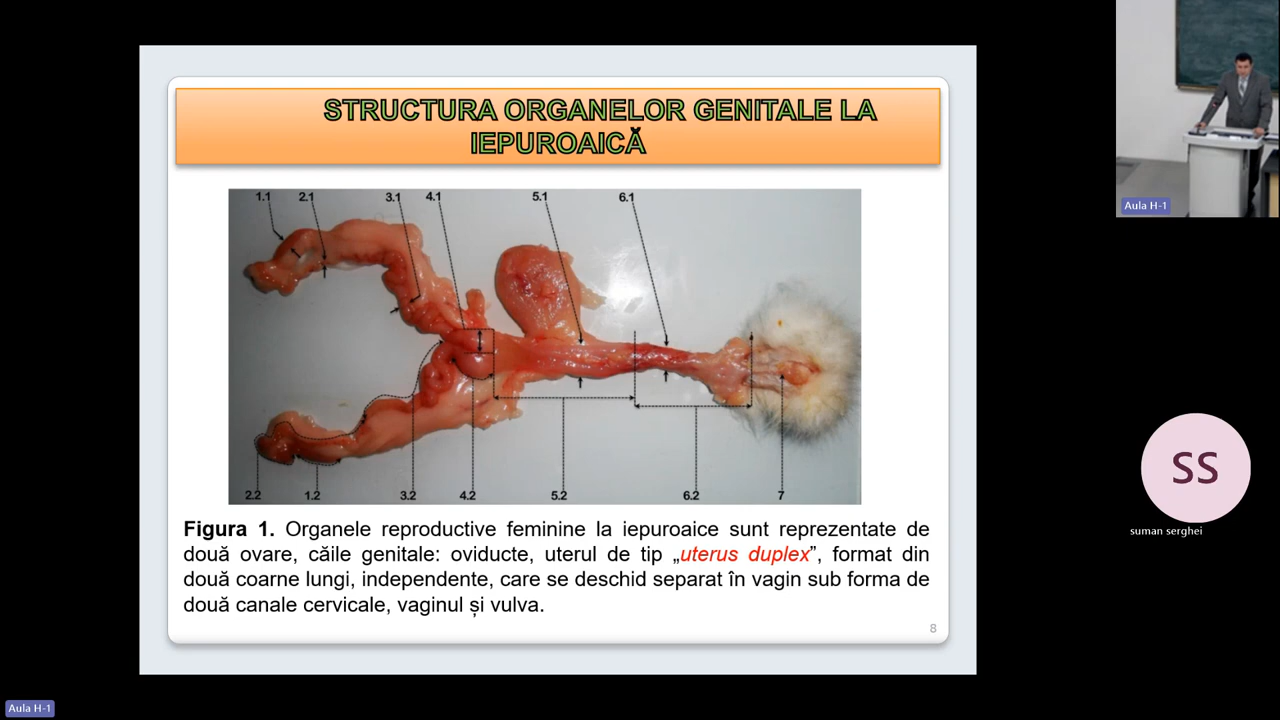 STRUCTURA ORGANELOR GENITALE LA
IEPUROAICĂ
1.1 2.1 3.1 4.1 5.1 6.1
2.2 1.2 3.2 4.2 5.2 6.2 7
Figura 1. Organele reproductive feminine la iepuroaice sunt reprezentate de
două ovare, căile genitale: oviducte, uterul de tip „uterus duplex”, format din
două coarne lungi, independente, care se deschid separat în vagin sub forma de
două canale cervicale, vaginul și vulva.
8
Aula H-1
SS
suman serghei
Aula H-1